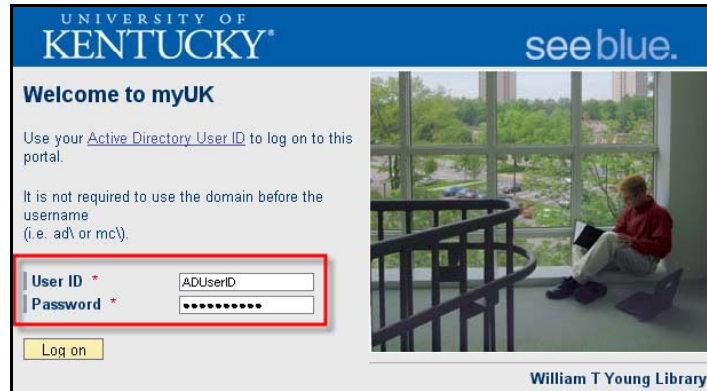 UNIVERSITY OF
KENTUCKY®
see blue.
Welcome to myUK
Use your Active Directory User ID to log on to this
portal.
It is not required to use the domain before the
username
(i.e. ad\ or mc\).
User ID *
ADUserID
Password *
••••••••••
Log on
William T Young Library